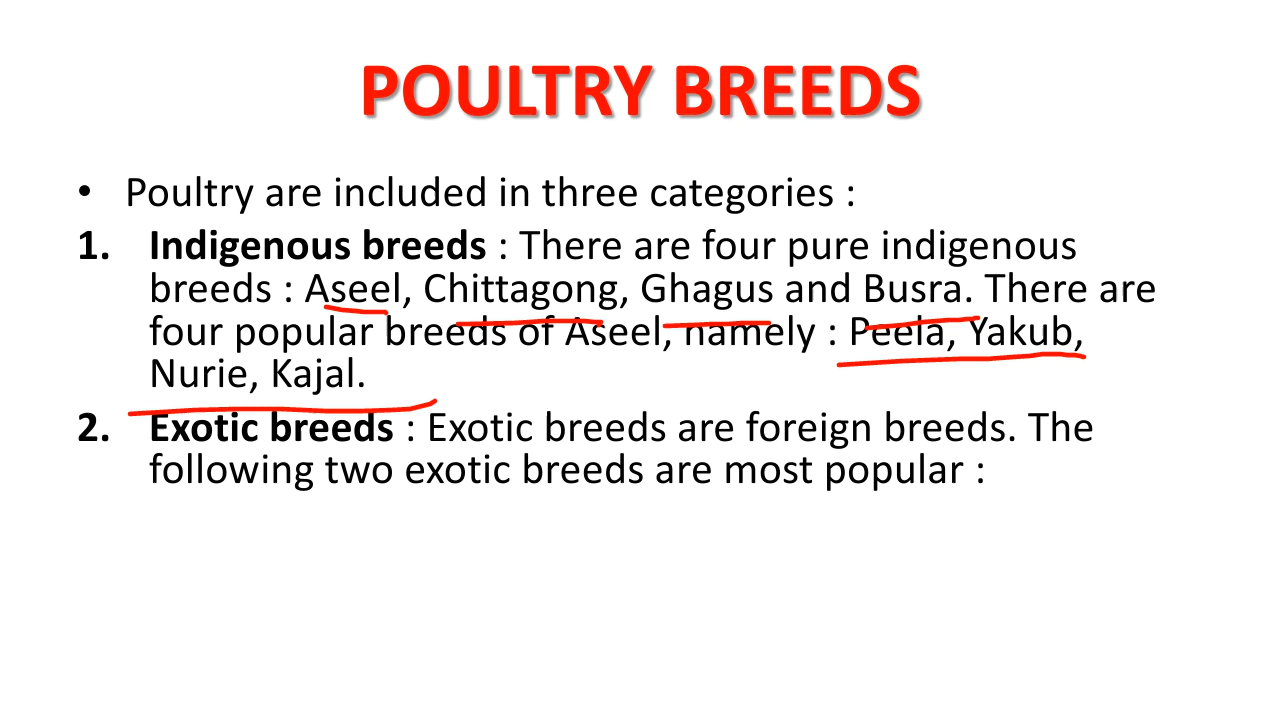 POULTRY BREEDS
• Poultry are included in three categories :
1. Indigenous breeds : There are four pure indigenous
breeds : Aseel, Chittagong, Ghagus and Busra. There are
four popular breeds of Aseel, namely : Peela, Yakub,
Nurie, Kajal.
2. Exotic breeds : Exotic breeds are foreign breeds. The
following two exotic breeds are most popular :